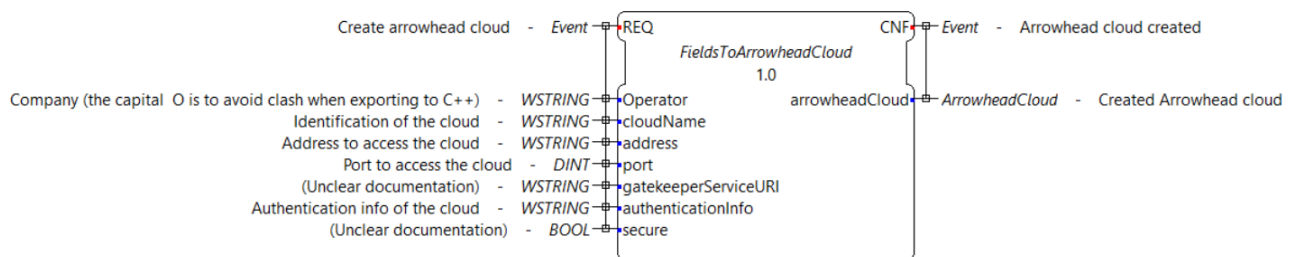 Create arrowhead cloud - Event REQ CNF Event - Arrowhead cloud created
FieldsToArrowheadCloud
1.0
Company (the capital O is to avoid clash when exporting to C++) - WSTRING Operator arrowheadCloud ArrowheadCloud - Created Arrowhead cloud
Identification of the cloud - WSTRING cloudName
Address to access the cloud - WSTRING address
Port to access the cloud - DINT port
(Unclear documentation) - WSTRING gatekeeperServiceURI
Authentication info of the cloud - WSTRING authenticationInfo
(Unclear documentation) - BOOL secure